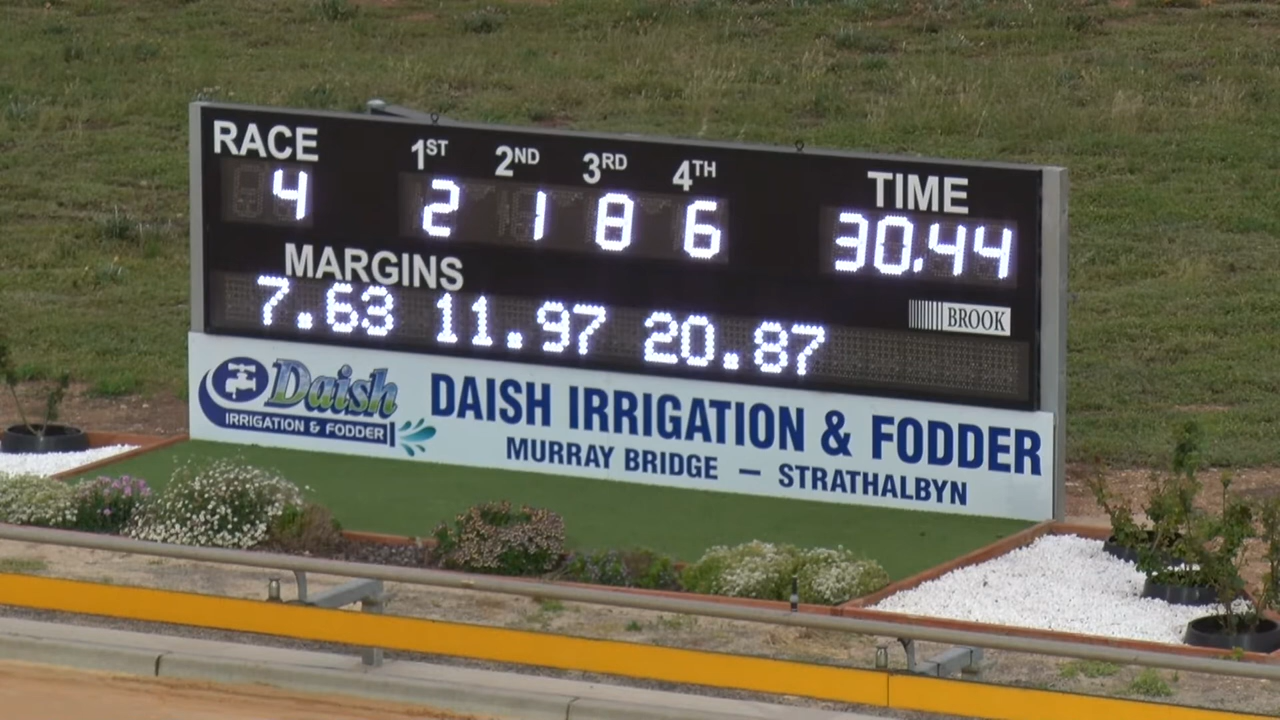 RACE 1ST 2ND 3RD 4TH TIME
4 2 1 8 6 30.44
MARGINS
7.63 11.97 20.87
BROOK
Daish
IRRIGATION & FODDER
DAISH IRRIGATION & FODDER
MURRAY BRIDGE – STRATHALBYN